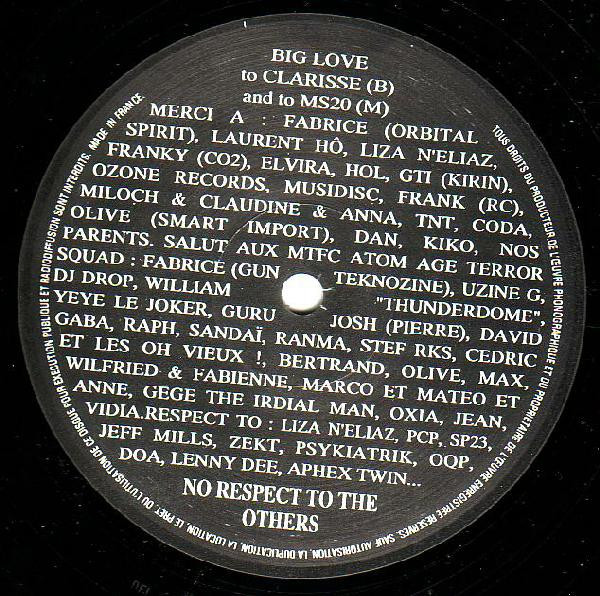 BIG LOVE
to CLARISSE (B)
and to MS20 (M)
MERCI A : FABRICE (ORBITAL
SPIRIT), LAURENT HÔ, LIZA N'ELIAZ,
FRANKY (CO2), ELVIRA, HOL, GTI (KIRIN),
OZONE RECORDS, MUSIDISC, FRANK (RC),
MILOCH & CLAUDINE & ANNA, TNT, CODA,
OLIVE (SMART IMPORT), DAN, KIKO, NOS
PARENTS. SALUT AUX MTFC ATOM AGE TERROR
SQUAD : FABRICE (GUN TEKNOZINE), UZINE G,
DJ DROP, WILLIAM "THUNDERDOME",
YEYE LE JOKER, GURU JOSH (PIERRE), DAVID
GABA, RAPH, SANDAÏ, RANMA, STEF RKS, CEDRIC
ET LES OH VIEUX !, BERTRAND, OLIVE, MAX,
WILFRIED & FABIENNE, MARCO ET MATEO ET
ANNE, GEGE THE IRDIAL MAN, OXIA, JEAN,
VIDIA.RESPECT TO : LIZA N'ELIAZ, PCP, SP23,
JEFF MILLS, ZEKT, PSYKIATRIK, OQP,
DOA, LENNY DEE, APHEX TWIN...
NO RESPECT TO THE
OTHERS
TOUS DROITS DU PRODUCTEUR DE L'ŒUVRE PHONOGRAPHIQUE ET DU PROPRIETAIRE DE L'ŒUVRE ENREGISTREE RESERVES. SAUF AUTORISATION, LA DUPLICATION, LA LOCATION, LE PRET OU L'UTILISATION DE CE DISQUE POUR EXECUTION PUBLIQUE ET RADIODIFUSION SONT INTERDITS. MADE IN FRANCE